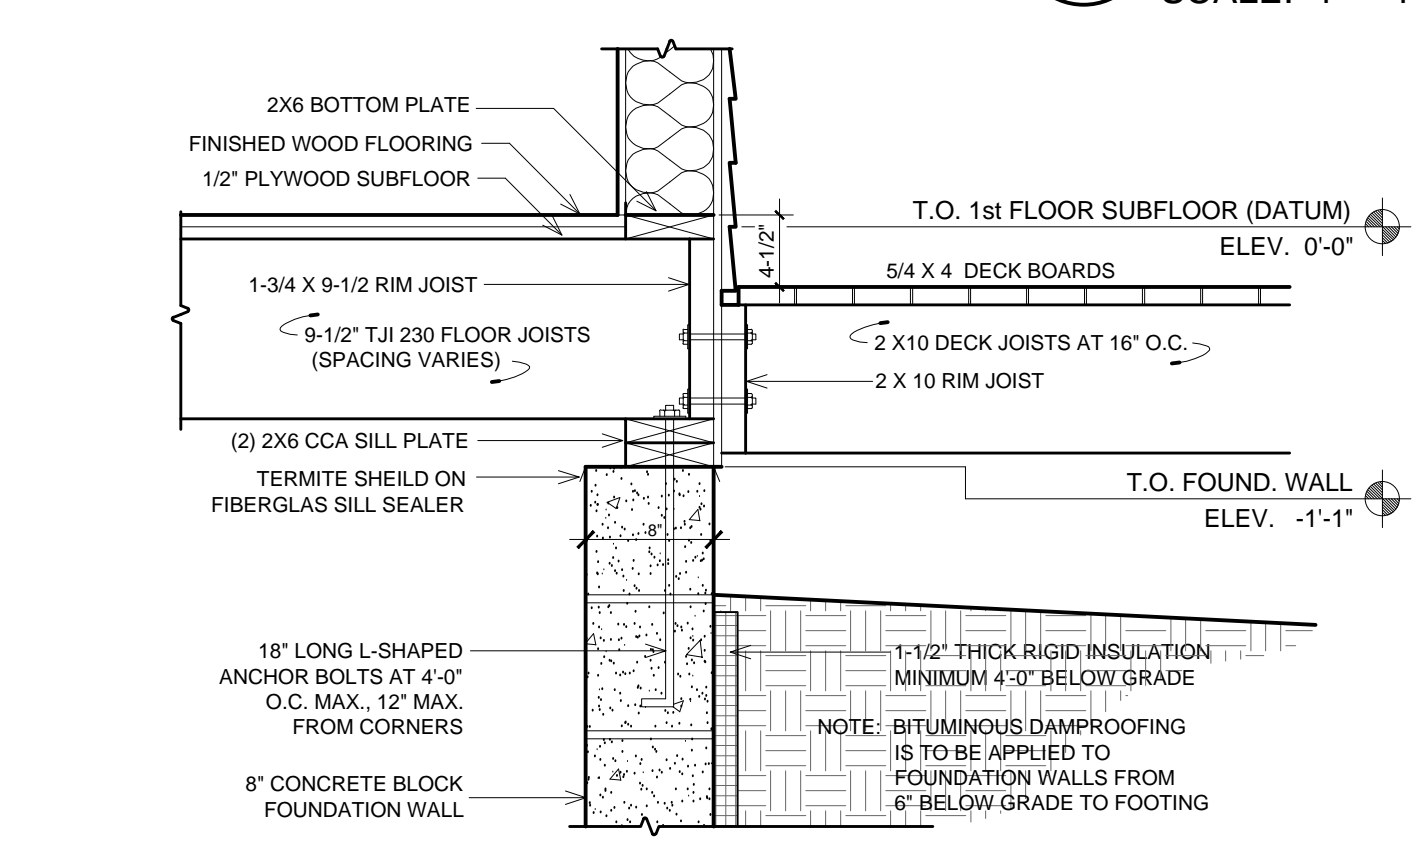 2X6 BOTTOM PLATE
FINISHED WOOD FLOORING
1/2" PLYWOOD SUBFLOOR
T.O. 1st FLOOR SUBFLOOR (DATUM)
ELEV. 0'-0"
4-1/2"
5/4 X 4 DECK BOARDS
1-3/4 X 9-1/2 RIM JOIST
9-1/2" TJI 230 FLOOR JOISTS
(SPACING VARIES)
2 X10 DECK JOISTS AT 16" O.C.
2 X 10 RIM JOIST
(2) 2X6 CCA SILL PLATE
TERMITE SHEILD ON
FIBERGLAS SILL SEALER
T.O. FOUND. WALL
ELEV. -1'-1"
8"
18" LONG L-SHAPED
ANCHOR BOLTS AT 4'-0"
O.C. MAX., 12" MAX.
FROM CORNERS
1-1/2" THICK RIGID INSULATION
MINIMUM 4'-0" BELOW GRADE
NOTE: BITUMINOUS DAMPROOFING
IS TO BE APPLIED TO
FOUNDATION WALLS FROM
6" BELOW GRADE TO FOOTING
8" CONCRETE BLOCK
FOUNDATION WALL